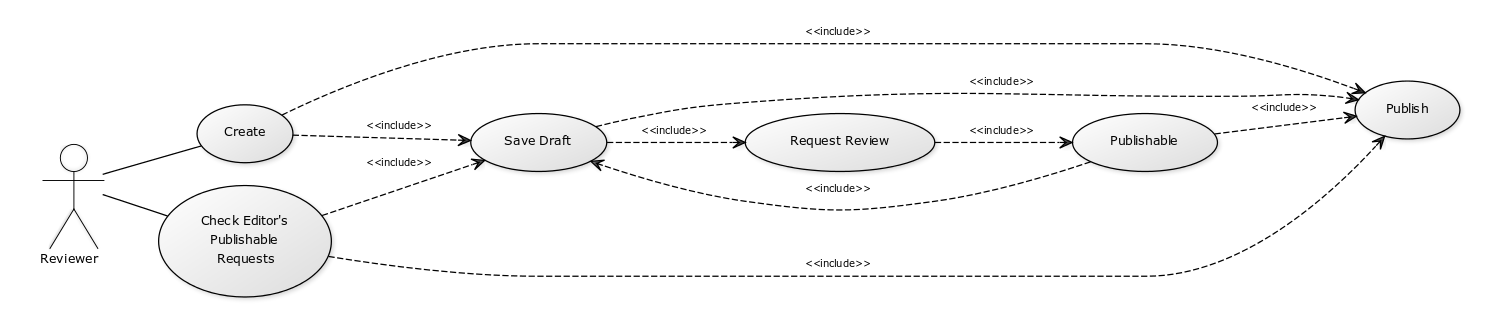 <<include>>
<<include>>
<<include>>
Publish
Create
<<include>>
<<include>>
<<include>>
Save Draft
Request Review
Publishable
<<include>>
<<include>>
Check Editor's
Publishable
Requests
Reviewer
<<include>>